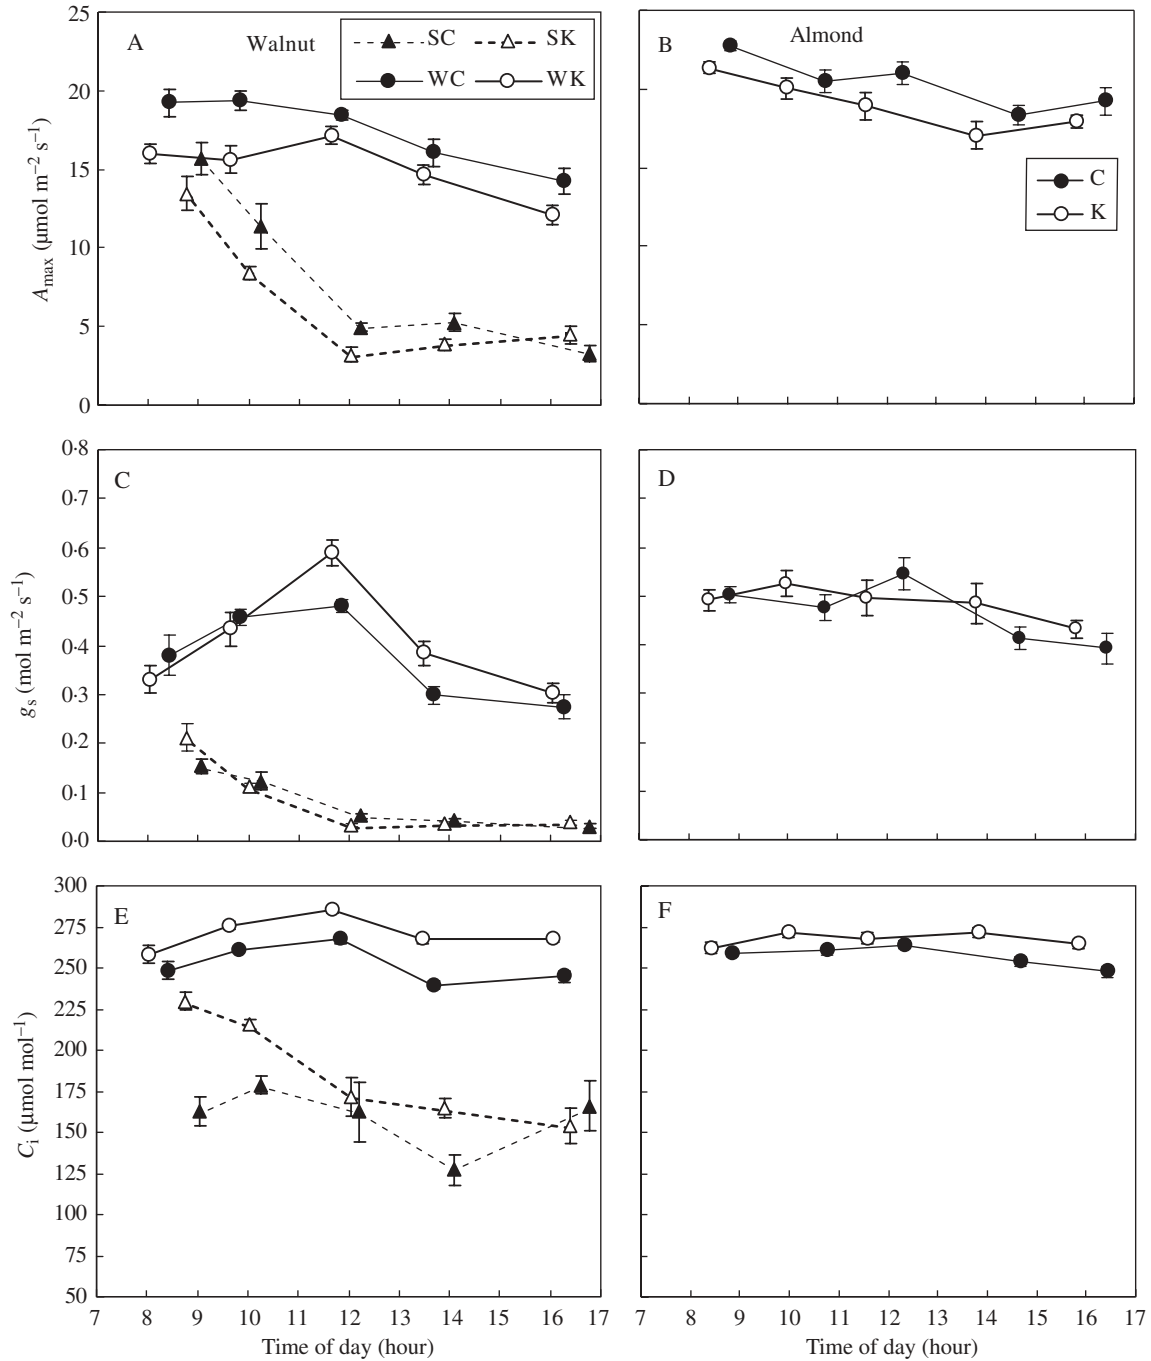 A
Walnut
SC
SK
WC
WK
25
20
15
10
5
0
A max (μmol m−2 s−1)
B
Almond
C
K
C
0·8
0·7
0·6
0·5
0·4
0·3
0·2
0·1
0·0
g s (mol m−2 s−1)
D
E
300
275
250
225
200
175
150
125
100
75
50
C i (μmol mol−1)
F
7 8 9 10 11 12 13 14 15 16 17
Time of day (hour)
7 8 9 10 11 12 13 14 15 16 17
Time of day (hour)